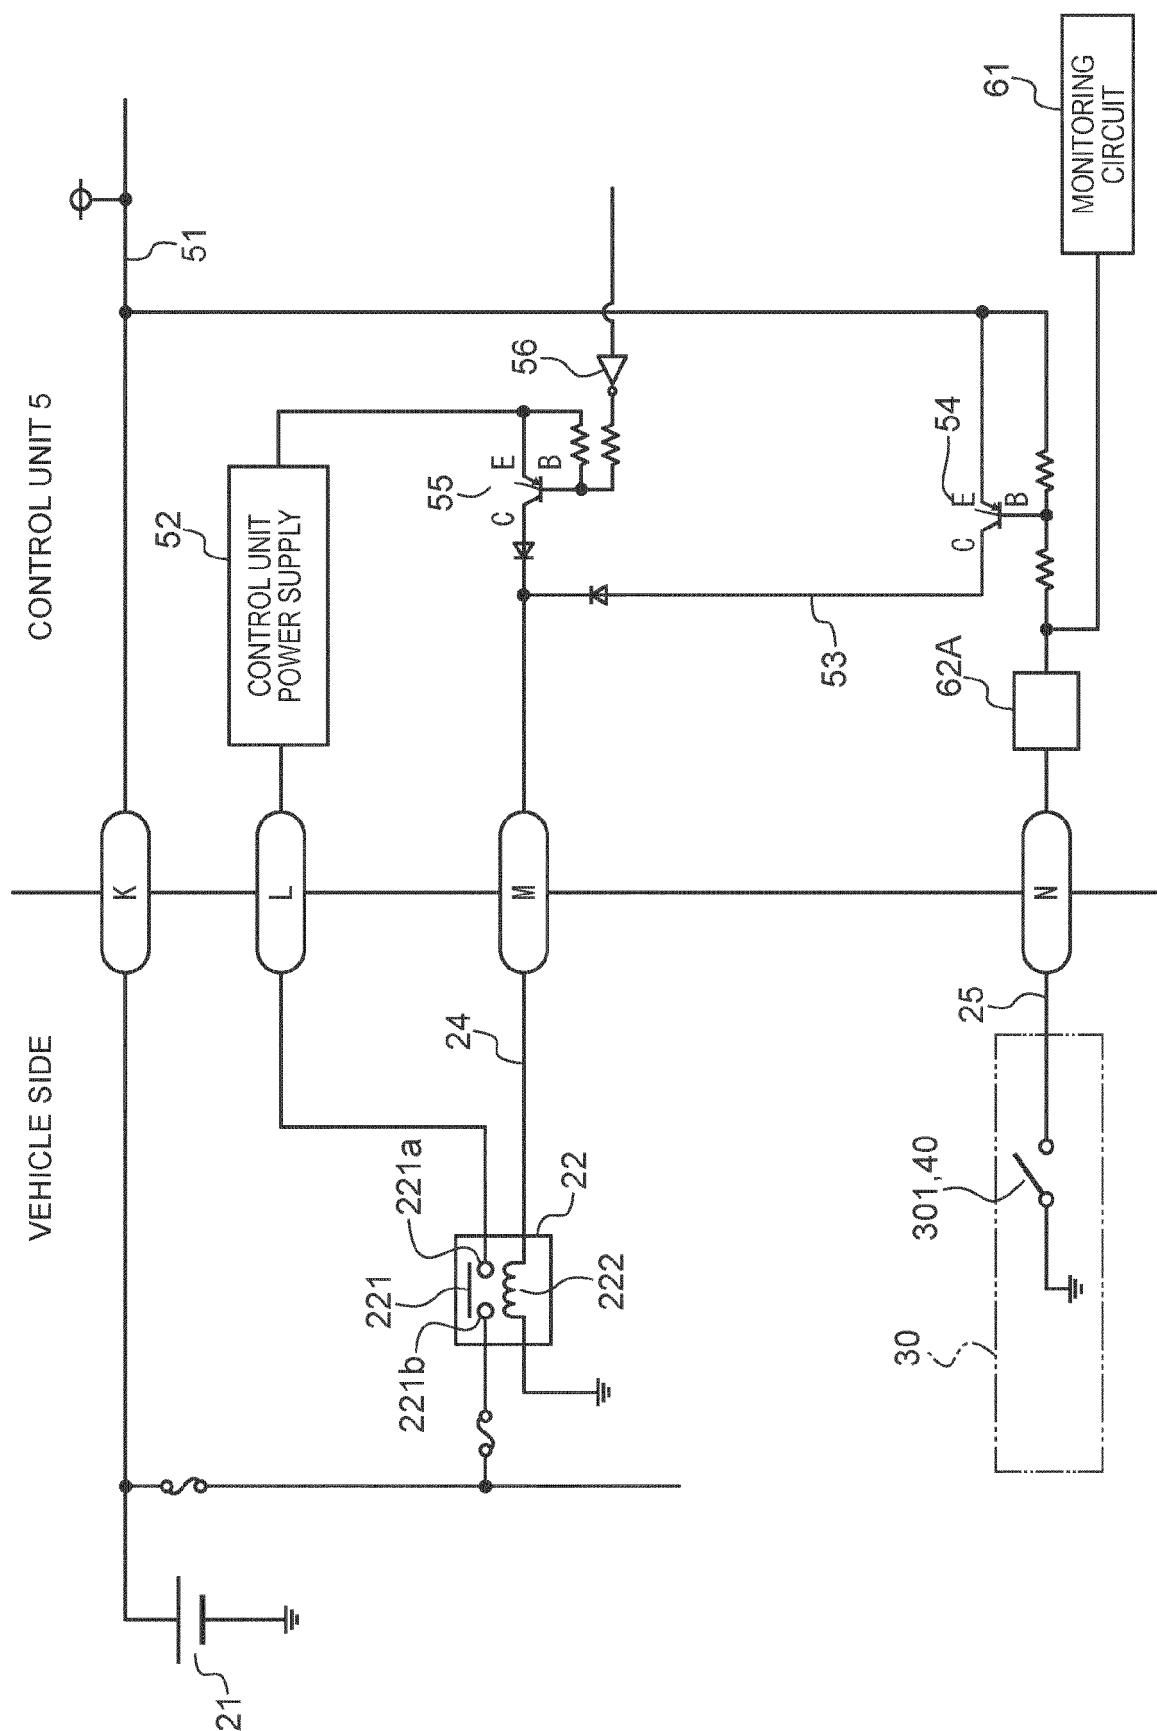 VEHICLE SIDE
CONTROL UNIT 5
21
K
51
L
52
CONTROL UNIT
POWER SUPPLY
221b
221
221a
22
222
24
M
55
C
E
B
56
53
54
C
E
B
30
301,40
25
N
62A
61
MONITORING
CIRCUIT